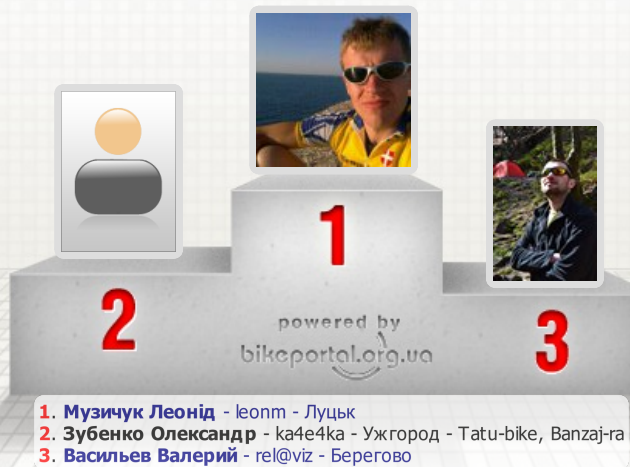 1
2
3
powered by
bikeportal.org.ua
1. Музичук Леонід - leonm - Луцьк
2. Зубенко Олександр - ka4e4ka - Ужгород - Tatu-bike, Banzaj-ra
3. Васильев Валерий - rel@viz - Берегово